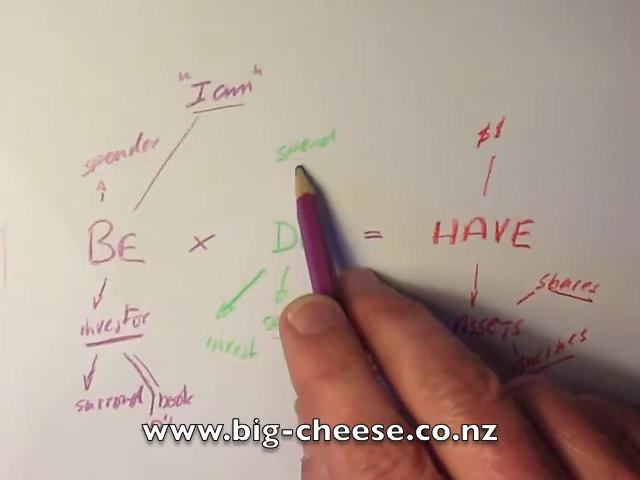 "I am"
$$
spend
spender
BE x D = HAVE
shares
investor
Assets
invest
surround
book
www.big-cheese.co.nz